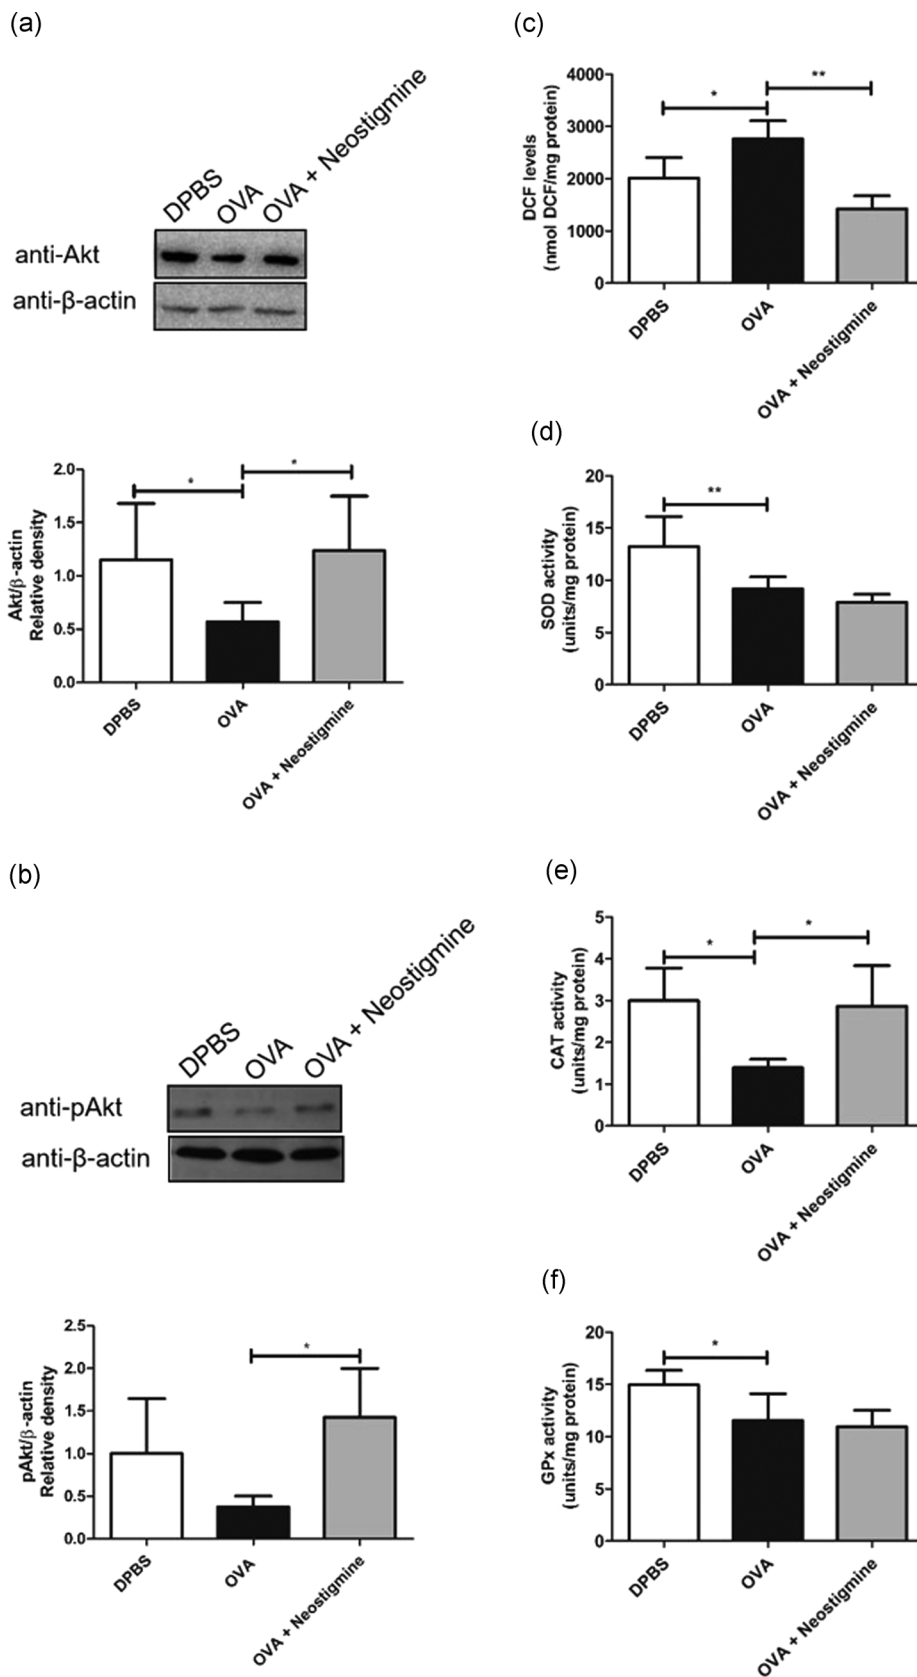 (a)
DPBS
OVA
OVA + Neostigmine
anti-Akt
anti-β-actin
2.0
1.5
1.0
0.5
0.0
Akt/β-actin
Relative density
*
*
DPBS
OVA
OVA + Neostigmine
(b)
DPBS
OVA
OVA + Neostigmine
anti-pAkt
anti-β-actin
2.5
2.0
1.5
1.0
0.5
0.0
pAkt/β-actin
Relative density
*
DPBS
OVA
OVA + Neostigmine
(c)
4000
3000
2000
1000
0
DCF levels
(nmol DCF/mg protein)
*
**
DPBS
OVA
OVA + Neostigmine
(d)
20
15
10
5
0
SOD activity
(units/mg protein)
**
DPBS
OVA
OVA + Neostigmine
(e)
5
4
3
2
1
0
CAT activity
(units/mg protein)
*
*
DPBS
OVA
OVA + Neostigmine
(f)
20
15
10
5
0
GPx activity
(units/mg protein)
*
DPBS
OVA
OVA + Neostigmine